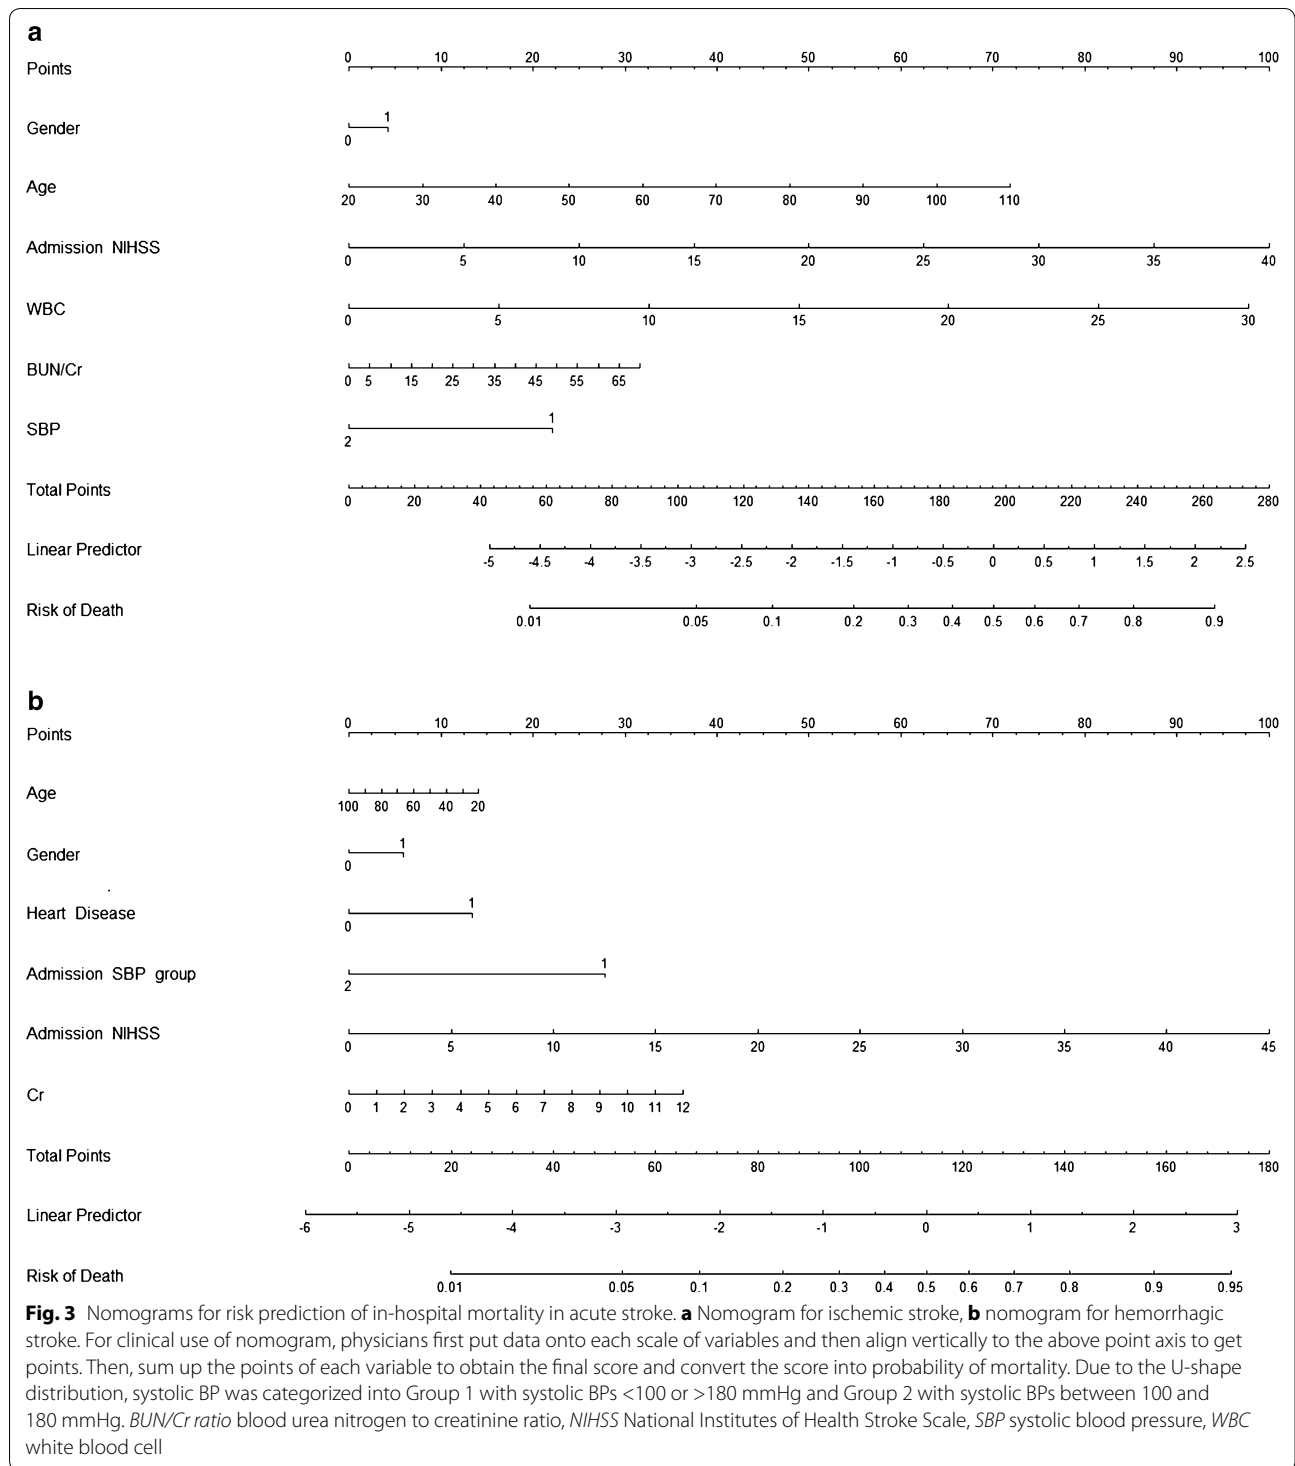 a
Points 0 10 20 30 40 50 60 70 80 90 100
Gender 0 1
Age 20 30 40 50 60 70 80 90 100 110
Admission NIHSS 0 5 10 15 20 25 30 35 40
WBC 0 5 10 15 20 25 30
BUN/Cr 0 5 15 25 35 45 55 65
SBP 2 1
Total Points 0 20 40 60 80 100 120 140 160 180 200 220 240 260 280
Linear Predictor -5 -4.5 -4 -3.5 -3 -2.5 -2 -1.5 -1 -0.5 0 0.5 1 1.5 2 2.5
Risk of Death 0.01 0.05 0.1 0.2 0.3 0.4 0.5 0.6 0.7 0.8 0.9
b
Points 0 10 20 30 40 50 60 70 80 90 100
Age 100 80 60 40 20
Gender 0 1
Heart Disease 0 1
Admission SBP group 2 1
Admission NIHSS 0 5 10 15 20 25 30 35 40 45
Cr 0 1 2 3 4 5 6 7 8 9 10 11 12
Total Points 0 20 40 60 80 100 120 140 160 180
Linear Predictor -6 -5 -4 -3 -2 -1 0 1 2 3
Risk of Death 0.01 0.05 0.1 0.2 0.3 0.4 0.5 0.6 0.7 0.8 0.9 0.95
Fig. 3 Nomograms for risk prediction of in-hospital mortality in acute stroke. a Nomogram for ischemic stroke, b nomogram for hemorrhagic
stroke. For clinical use of nomogram, physicians first put data onto each scale of variables and then align vertically to the above point axis to get
points. Then, sum up the points of each variable to obtain the final score and convert the score into probability of mortality. Due to the U-shape
distribution, systolic BP was categorized into Group 1 with systolic BPs <100 or >180 mmHg and Group 2 with systolic BPs between 100 and
180 mmHg. BUN/Cr ratio blood urea nitrogen to creatinine ratio, NIHSS National Institutes of Health Stroke Scale, SBP systolic blood pressure, WBC
white blood cell